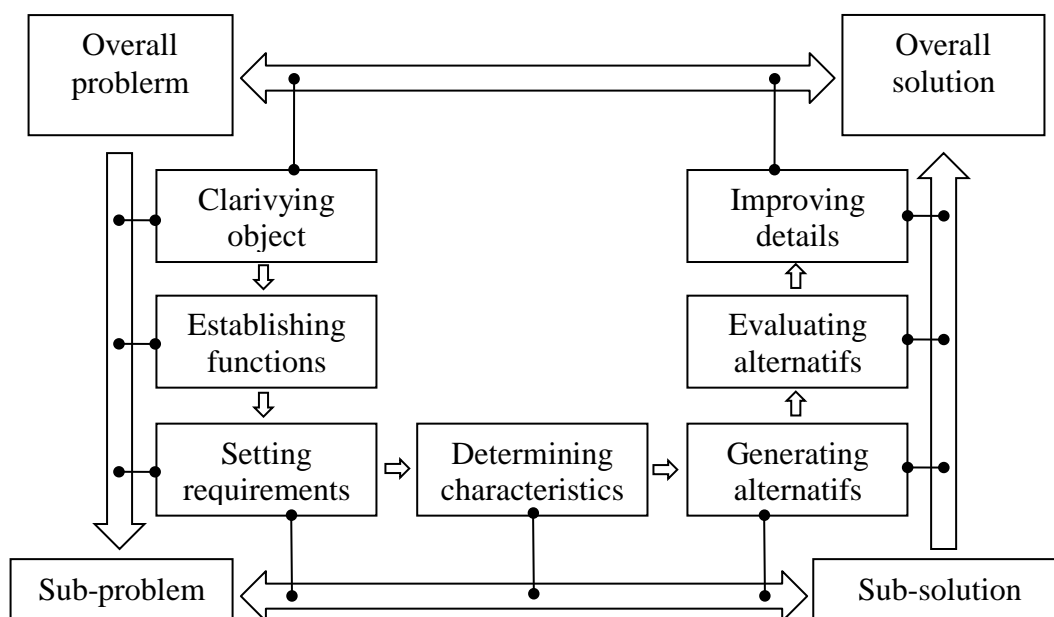 Overall
problerm
Overall
solution
Clarivying
object
Improving
details
Establishing
functions
Evaluating
alternatifs
Setting
requirements
Determining
characteristics
Generating
alternatifs
Sub-problem
Sub-solution